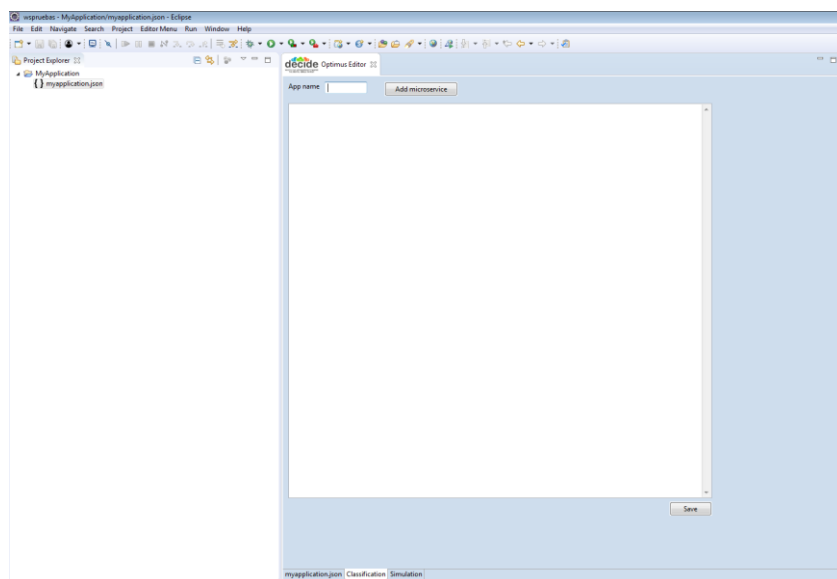 wspruebas - MyApplication/myapplication.json - Eclipse
File Edit Navigate Search Project Editor Menu Run Window Help
Project Explorer
decide Optimus Editor
MyApplication
{ } myapplication.json
App name
Add microservice
Save
myapplication.json Classification Simulation